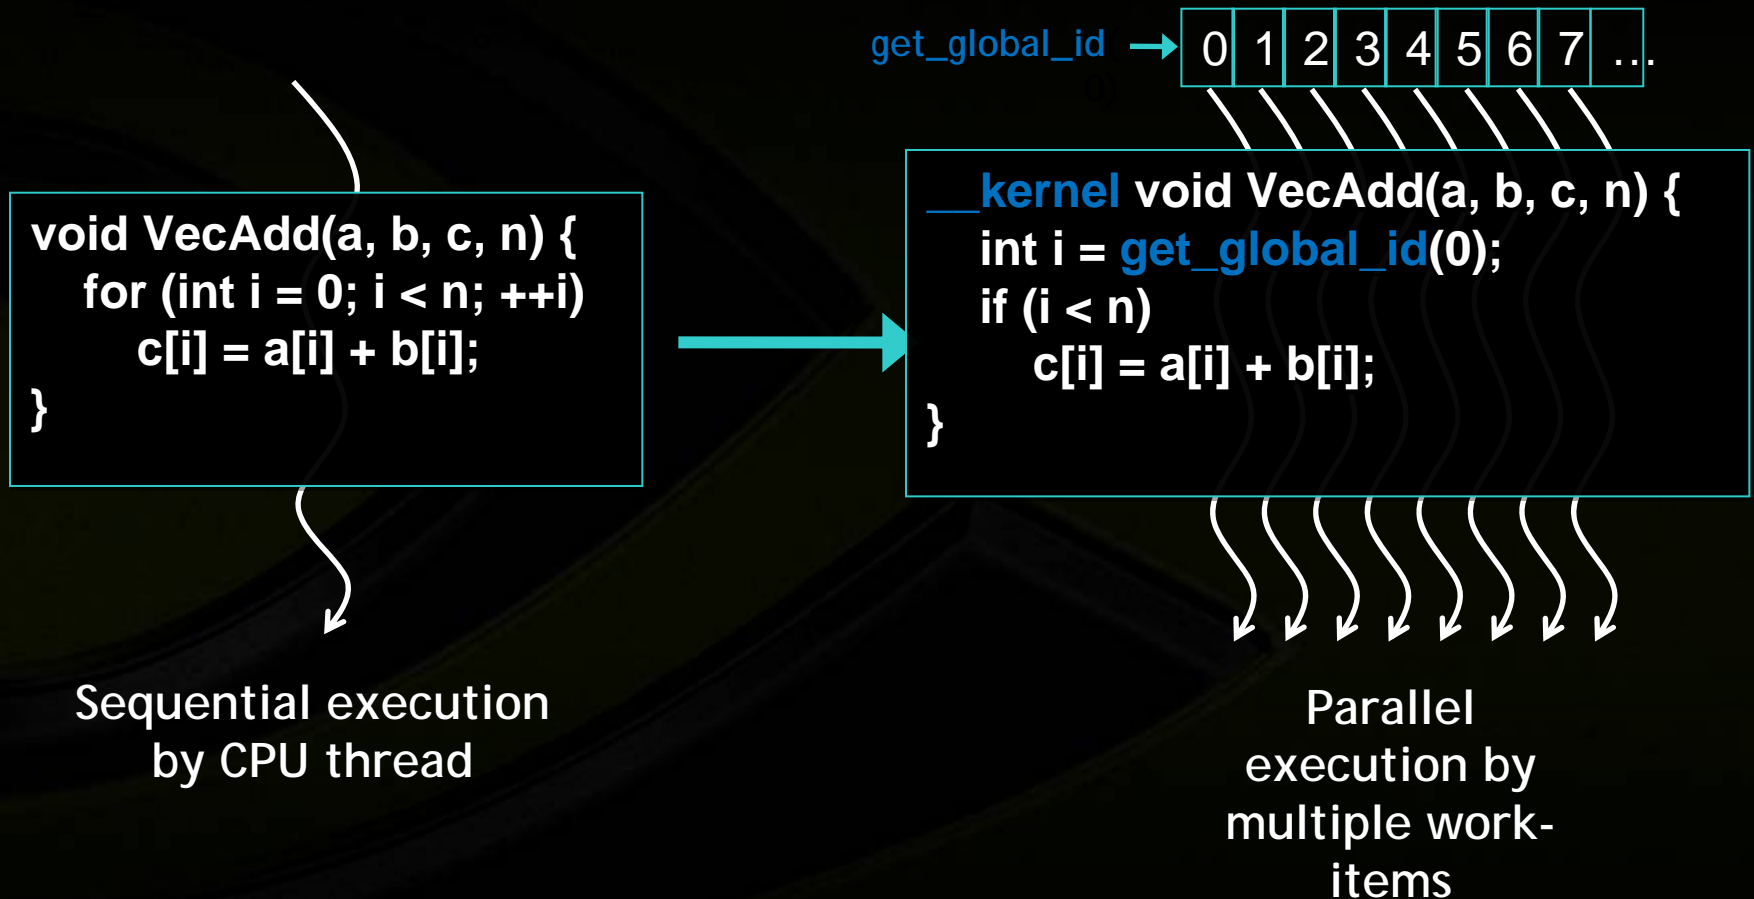 get_global_id(
0)
0 1 2 3 4 5 6 7 ...
void VecAdd(a, b, c, n) {
for (int i = 0; i < n; ++i)
c[i] = a[i] + b[i];
}
__kernel void VecAdd(a, b, c, n) {
int i = get_global_id(0);
if (i < n)
c[i] = a[i] + b[i];
}
Sequential execution
by CPU thread
Parallel
execution by
multiple work-
items